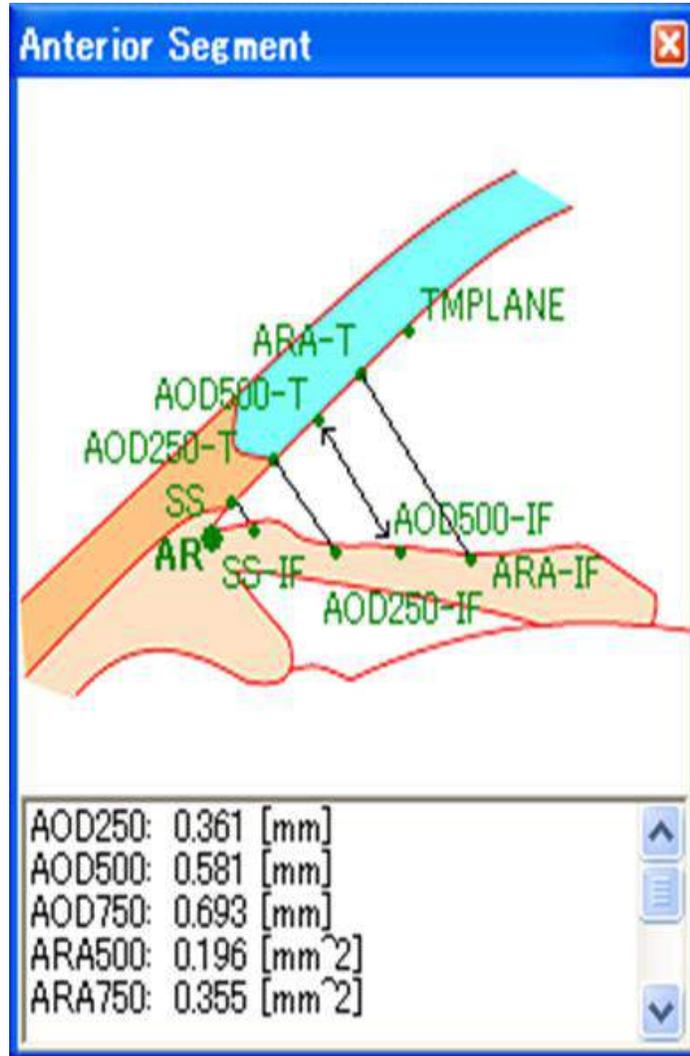 Anterior Segment
TMPLANE
ARA-T
AOD500-T
AOD250-T
SS
AOD500-IF
AR
SS-IF
ARA-IF
AOD250-IF
AOD250: 0.361 [mm]
AOD500: 0.581 [mm]
AOD750: 0.693 [mm]
ARA500: 0.196 [mm^2]
ARA750: 0.355 [mm^2]